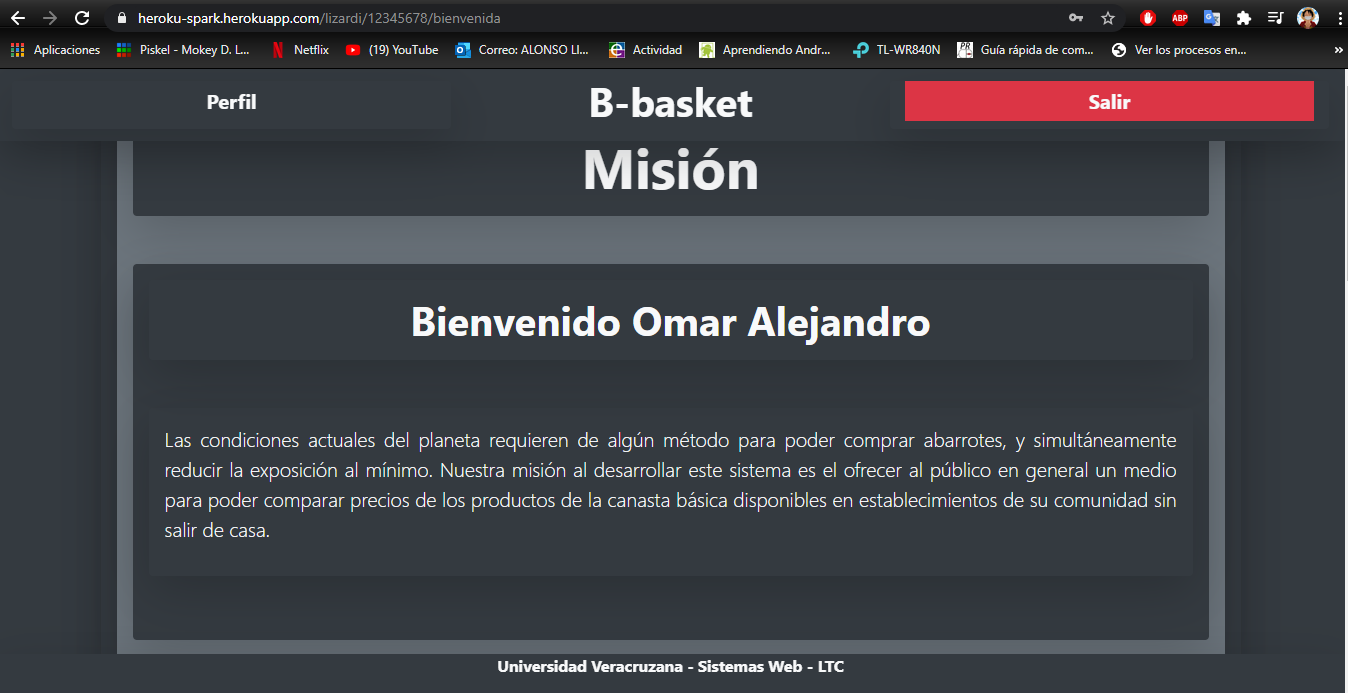 heroku-spark.herokuapp.com/lizardi/12345678/bienvenida
ABP
Aplicaciones
Piskel - Mokey D. L...
Netflix
(19) YouTube
Correo: ALONSO LI...
Actividad
Aprendiendo Andr...
TL-WR840N
Guía rápida de com...
Ver los procesos en...
»
Perfil
B-basket
Salir
Misión
Bienvenido Omar Alejandro
Las condiciones actuales del planeta requieren de algún método para poder comprar abarrotes, y simultáneamente
reducir la exposición al mínimo. Nuestra misión al desarrollar este sistema es el ofrecer al público en general un medio
para poder comparar precios de los productos de la canasta básica disponibles en establecimientos de su comunidad sin
salir de casa.
Universidad Veracruzana - Sistemas Web - LTC